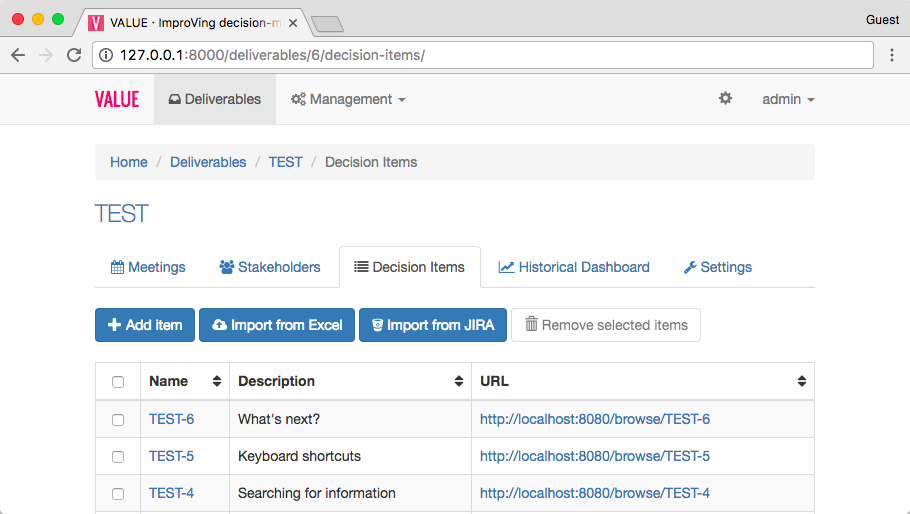 VALUE · ImproVing decision-m
Guest
127.0.0.1:8000/deliverables/6/decision-items/
VALUE Deliverables Management admin
Home / Deliverables / TEST / Decision Items
TEST
Meetings Stakeholders Decision Items Historical Dashboard Settings
Add item Import from Excel Import from JIRA Remove selected items
Name Description URL
TEST-6 What's next? http://localhost:8080/browse/TEST-6
TEST-5 Keyboard shortcuts http://localhost:8080/browse/TEST-5
TEST-4 Searching for information http://localhost:8080/browse/TEST-4